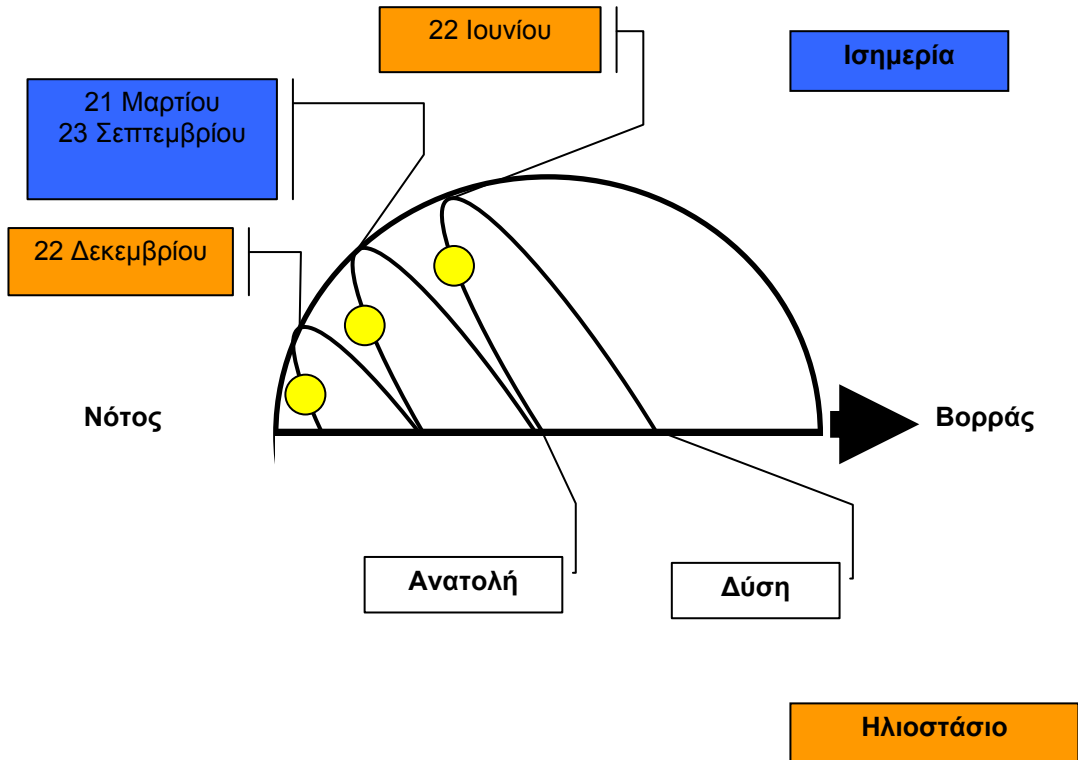 22 Ιουνίου
Ισημερία
21 Μαρτίου
23 Σεπτεμβρίου
22 Δεκεμβρίου
Νότος
Βορράς
Ανατολή
Δύση
Ηλιοστάσιο